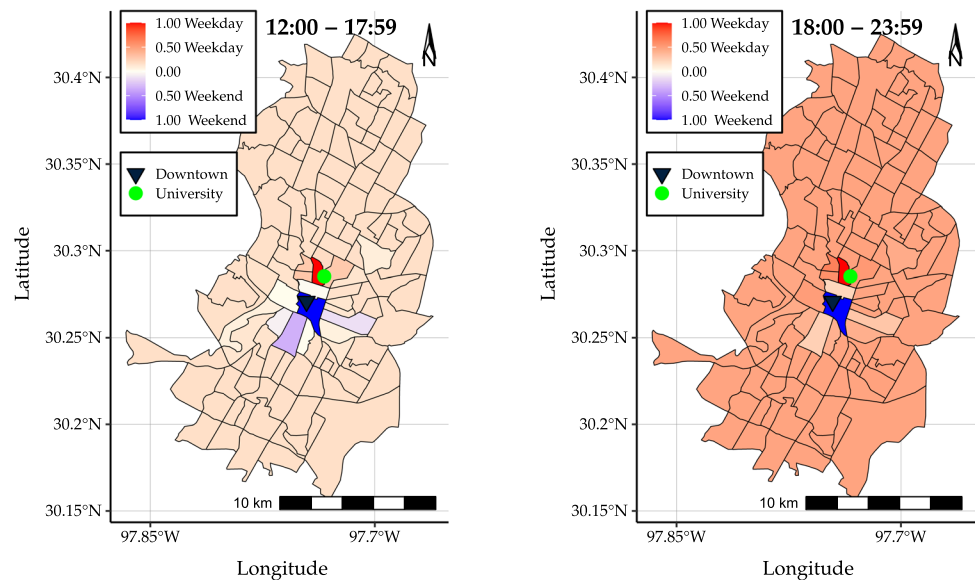 12:00 – 17:59
1.00 Weekday
0.50 Weekday
0.00
0.50 Weekend
1.00 Weekend
Downtown
University
30.4°N
30.35°N
30.3°N
30.25°N
30.2°N
30.15°N
Latitude
10 km
97.85°W
97.7°W
Longitude
18:00 – 23:59
1.00 Weekday
0.50 Weekday
0.00
0.50 Weekend
1.00 Weekend
Downtown
University
30.4°N
30.35°N
30.3°N
30.25°N
30.2°N
30.15°N
Latitude
10 km
97.85°W
97.7°W
Longitude